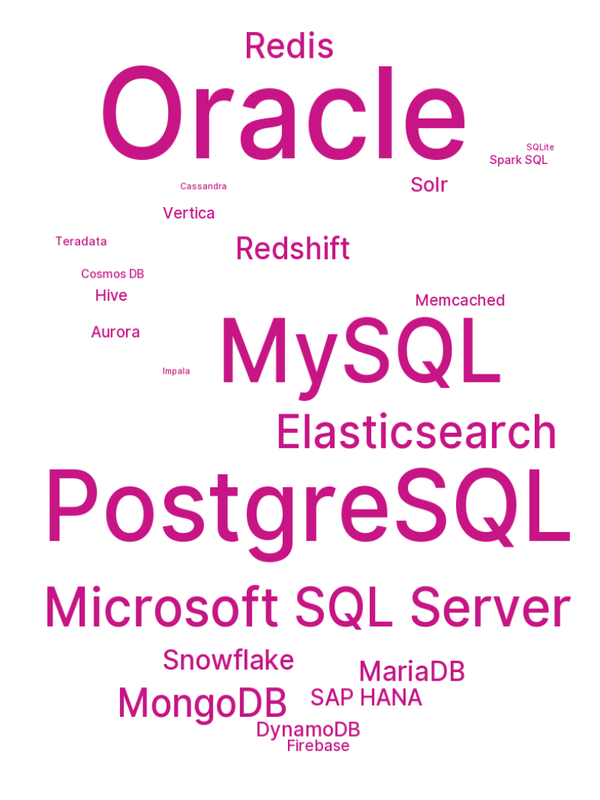 Redis
Oracle
SQLite
Spark SQL
Solr
Cassandra
Vertica
Teradata
Redshift
Cosmos DB
Hive
Memcached
Aurora
MySQL
Impala
Elasticsearch
PostgreSQL
Microsoft SQL Server
Snowflake
MariaDB
MongoDB
SAP HANA
DynamoDB
Firebase